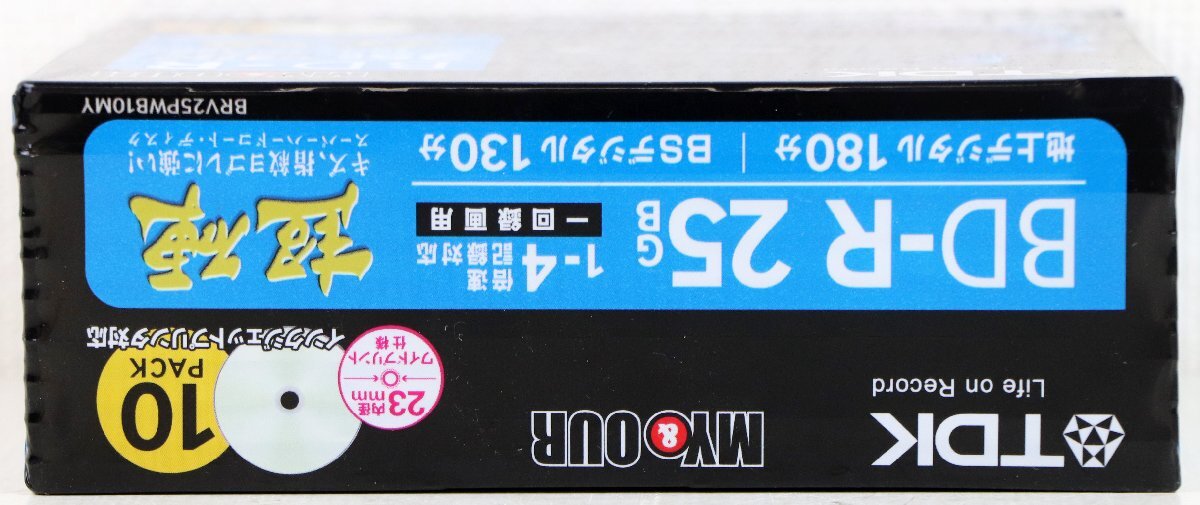 TDK
Life on Record
MY&OUR
内径
23mm
ワイドプリント
仕様
10
PACK
インクジェットプリンタ対応
BD-R 25GB
1-4倍速
記録対応
一回録画用
超硬
地上デジタル 180分
BSデジタル 130分
キズ、指紋ヨゴレに強い!
スーパーハードコート・ディスク
BRV25PWB10MY